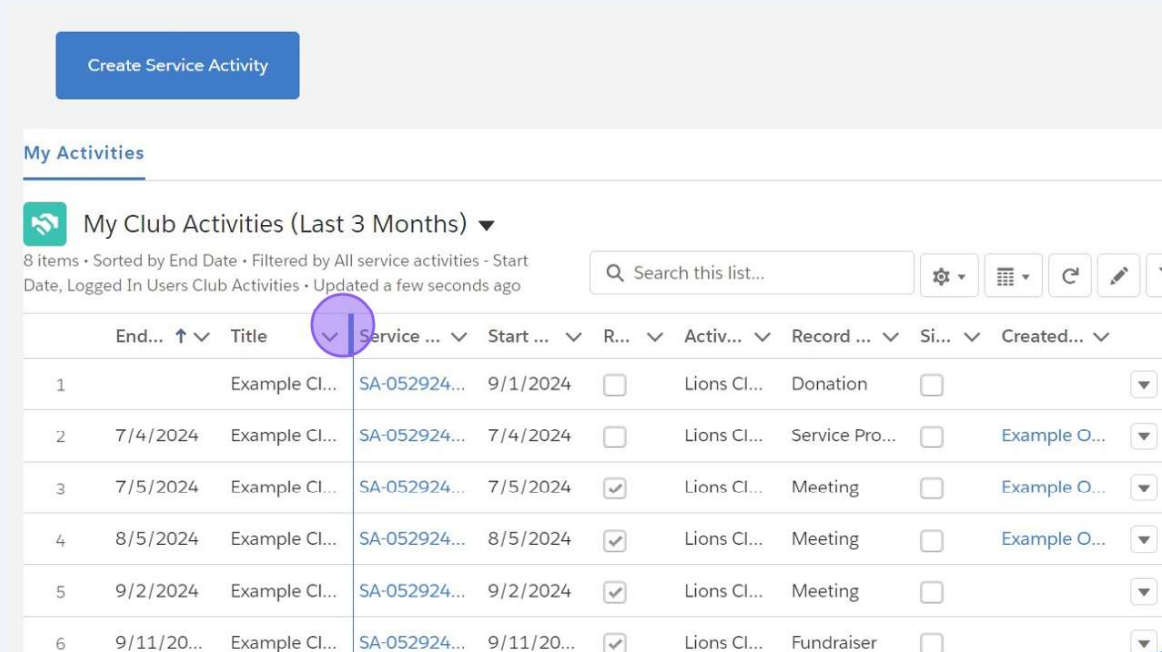 Create Service Activity
My Activities
My Club Activities (Last 3 Months)
8 items • Sorted by End Date • Filtered by All service activities - Start
Date, Logged In Users Club Activities • Updated a few seconds ago
Search this list...
End... Title Service ... Start ... R... Activ... Record ... Si... Created...
1 Example Cl... SA-052924... 9/1/2024 Lions Cl... Donation
2 7/4/2024 Example Cl... SA-052924... 7/4/2024 Lions Cl... Service Pro... Example O...
3 7/5/2024 Example Cl... SA-052924... 7/5/2024 Lions Cl... Meeting Example O...
4 8/5/2024 Example Cl... SA-052924... 8/5/2024 Lions Cl... Meeting Example O...
5 9/2/2024 Example Cl... SA-052924... 9/2/2024 Lions Cl... Meeting
6 9/11/20... Example Cl... SA-052924... 9/11/20... Lions Cl... Fundraiser